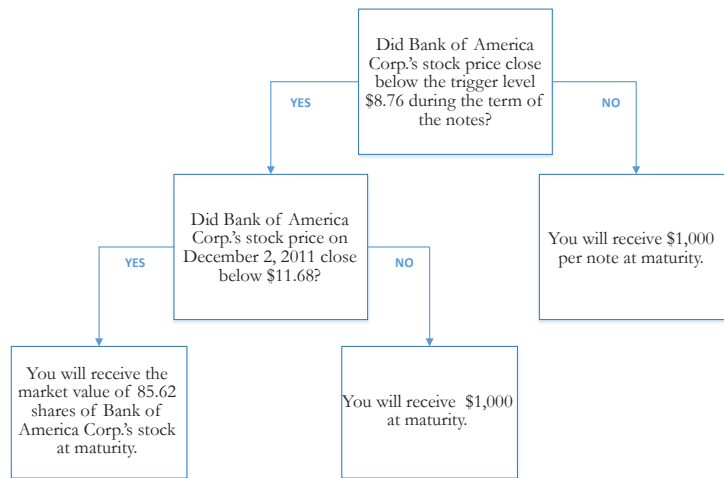 Did Bank of America
Corp.'s stock price close
below the trigger level
$8.76 during the term of
the notes?
YES
NO
Did Bank of America
Corp.'s stock price on
December 2, 2011 close
below $11.68?
You will receive $1,000
per note at maturity.
YES
NO
You will receive the
market value of 85.62
shares of Bank of
America Corp.'s stock
at maturity.
You will receive $1,000
at maturity.